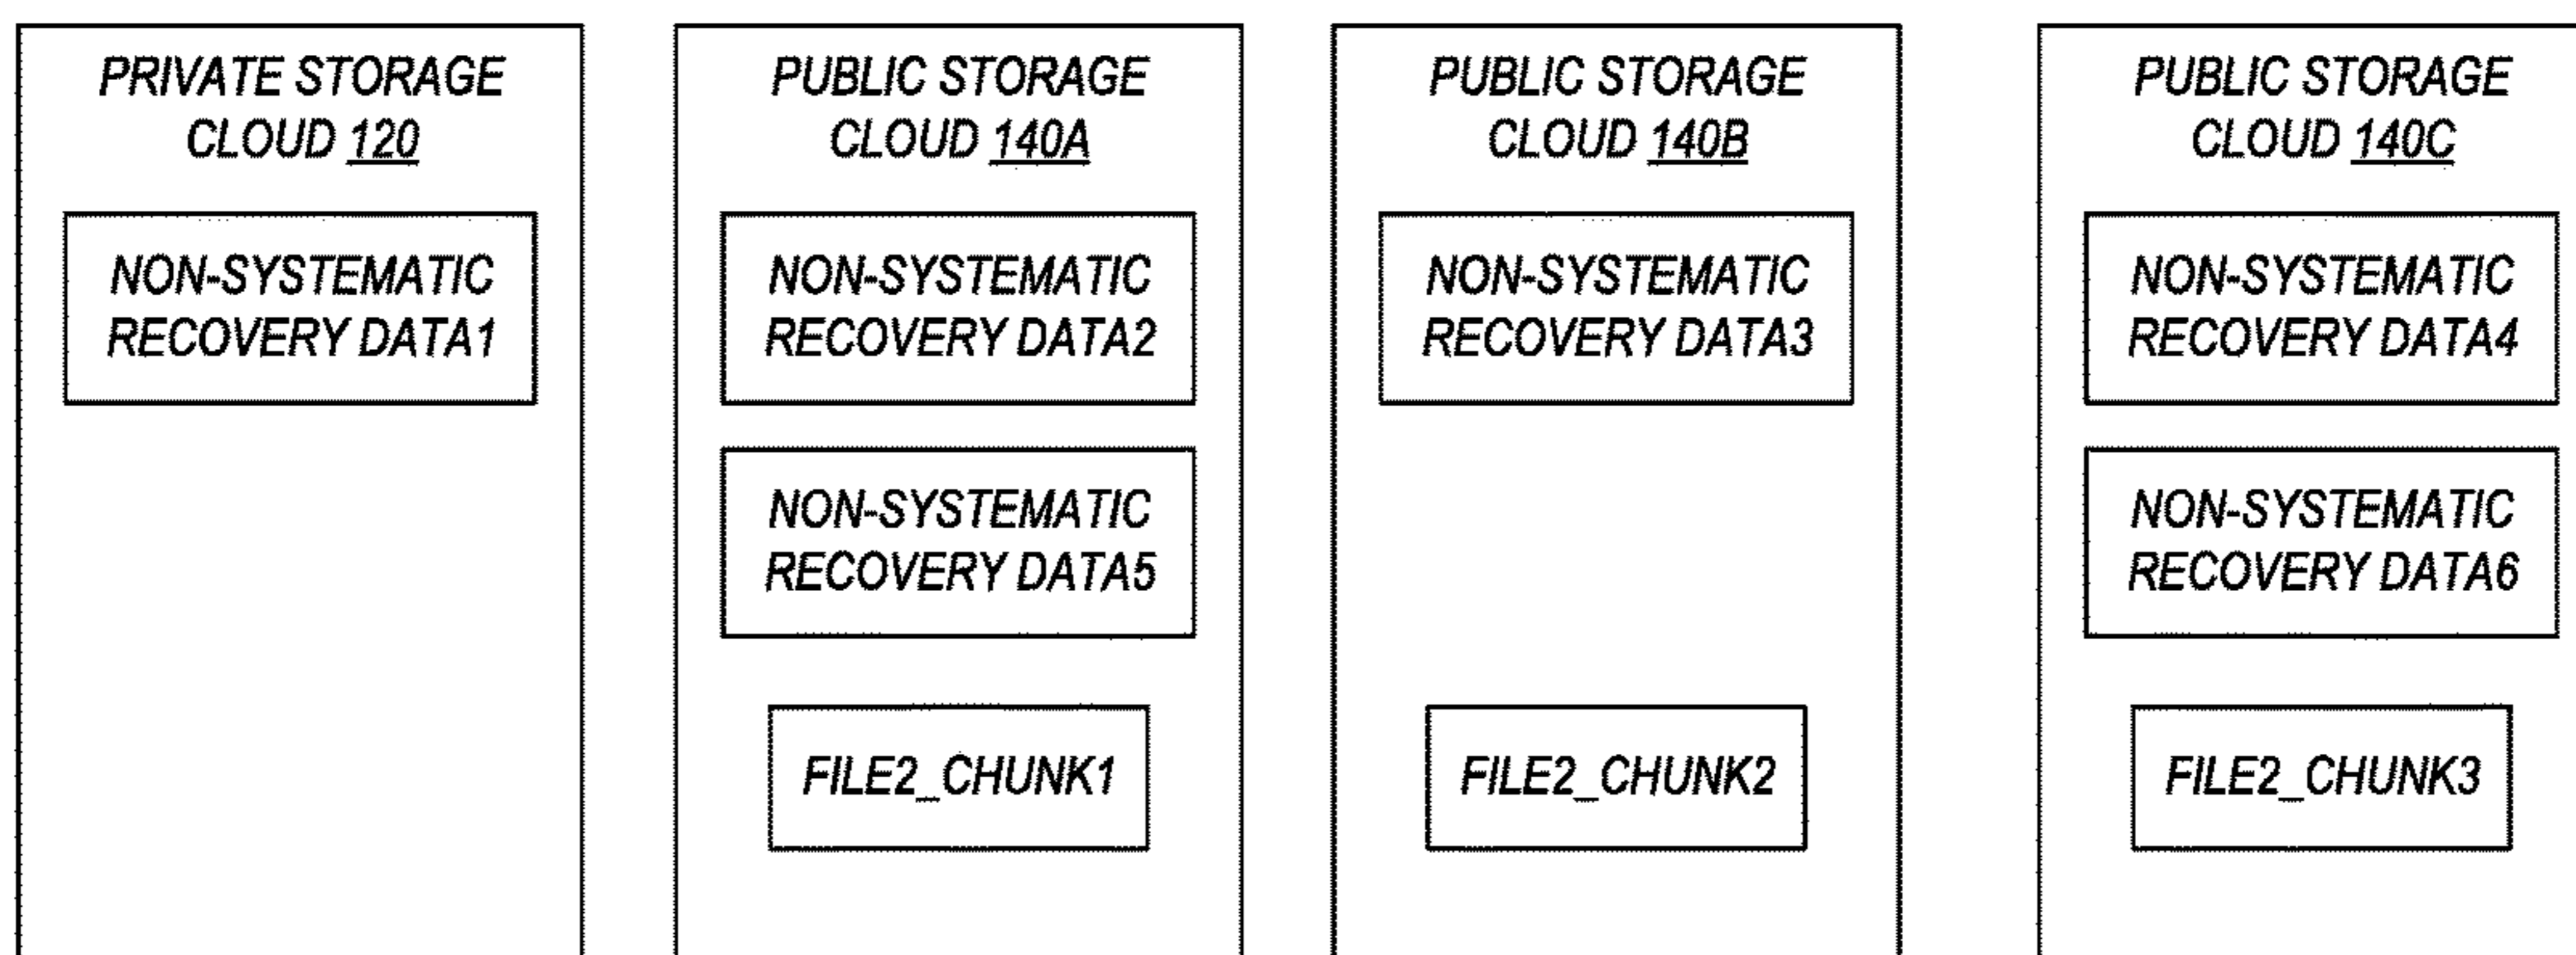 PRIVATE STORAGE
CLOUD 120
NON-SYSTEMATIC
RECOVERY DATA1
PUBLIC STORAGE
CLOUD 140A
NON-SYSTEMATIC
RECOVERY DATA2
NON-SYSTEMATIC
RECOVERY DATA5
FILE2_CHUNK1
PUBLIC STORAGE
CLOUD 140B
NON-SYSTEMATIC
RECOVERY DATA3
FILE2_CHUNK2
PUBLIC STORAGE
CLOUD 140C
NON-SYSTEMATIC
RECOVERY DATA4
NON-SYSTEMATIC
RECOVERY DATA6
FILE2_CHUNK3